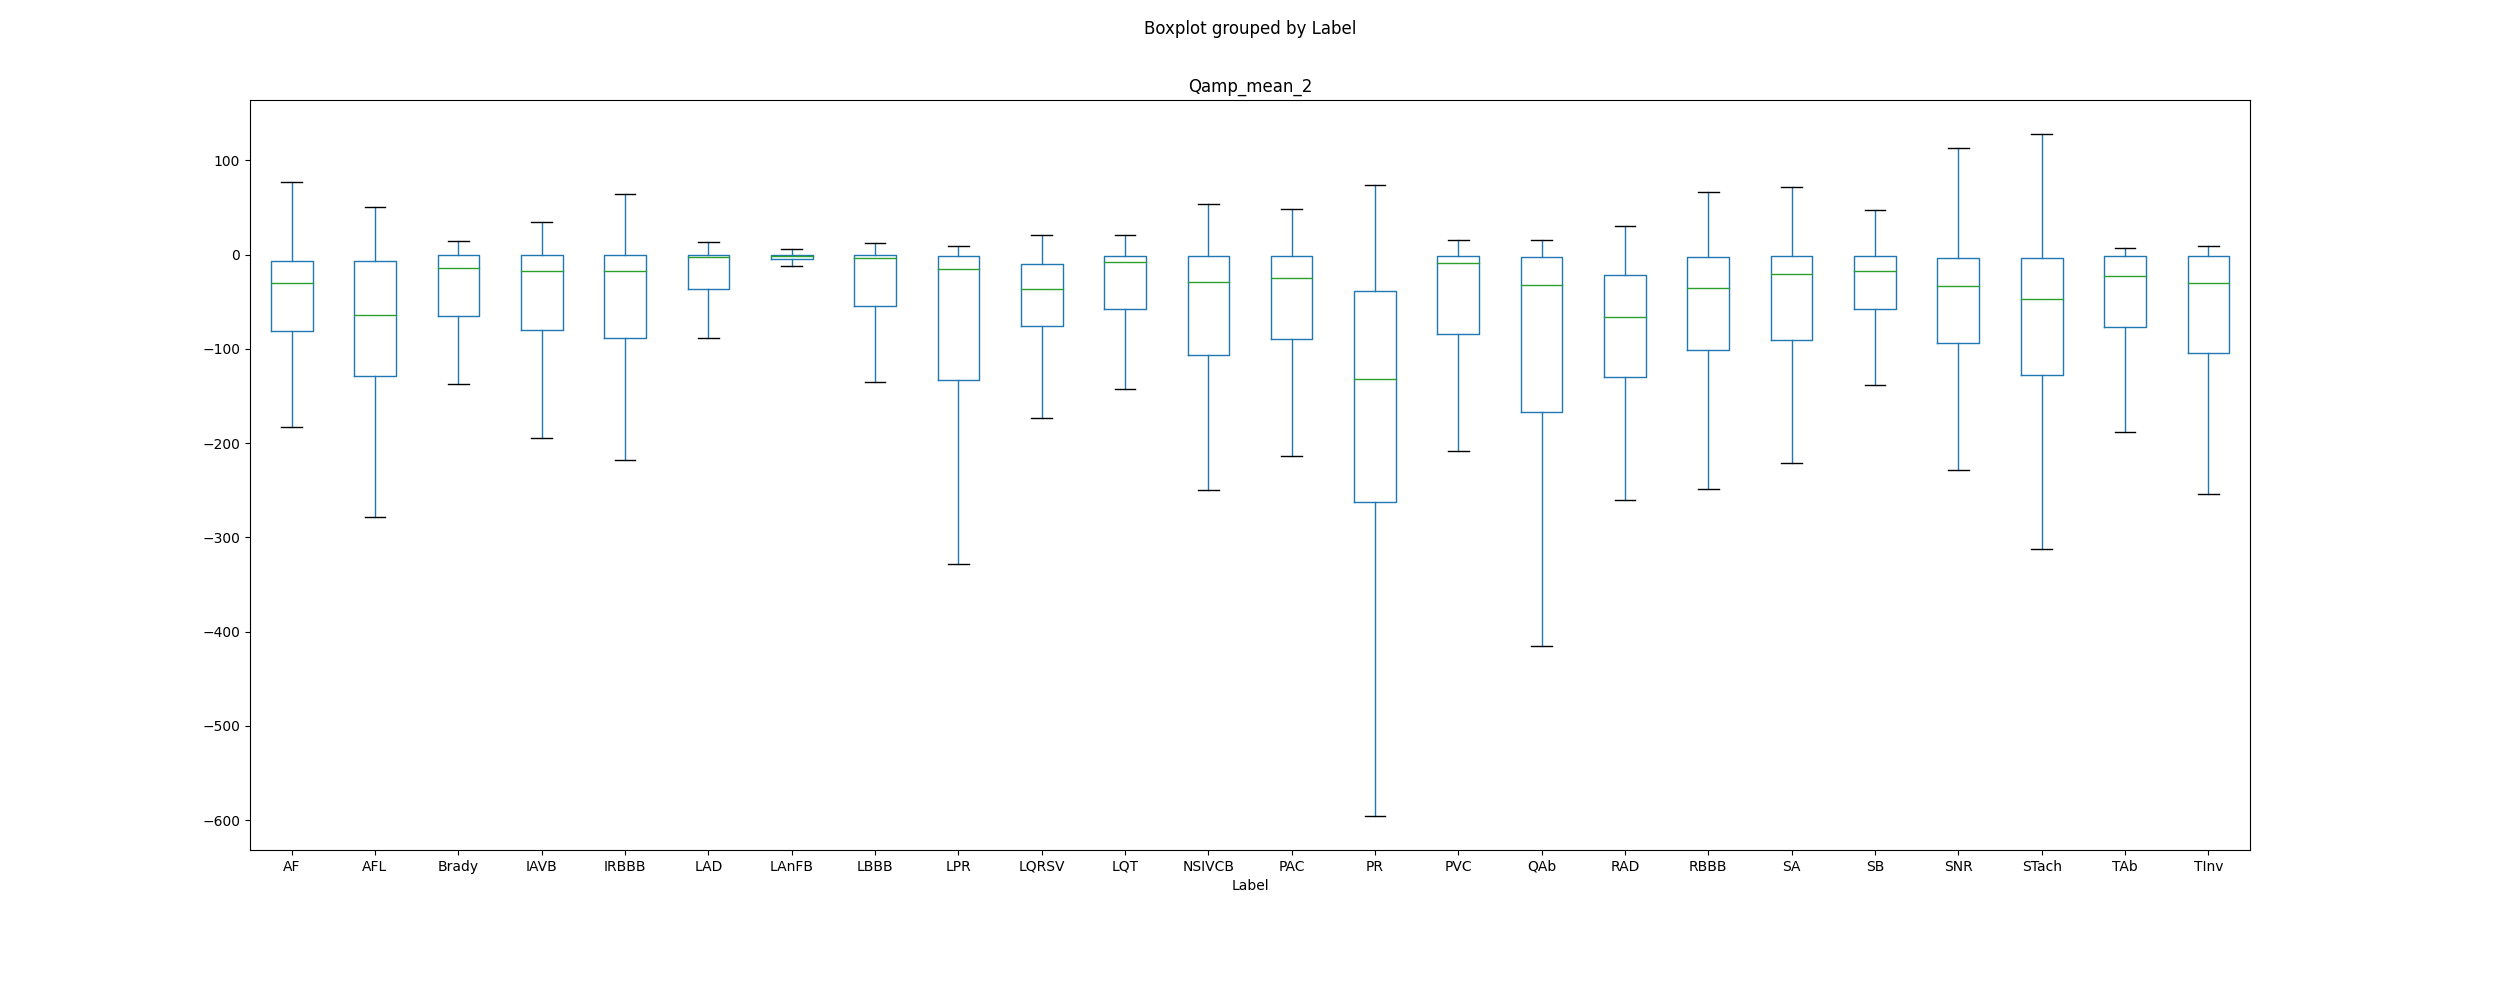 Boxplot grouped by Label
Qamp_mean_2
100
0
−100
−200
−300
−400
−500
−600
AF AFL Brady IAVB IRBBB LAD LAnFB LBBB LPR LQRSV LQT NSIVCB PAC PR PVC QAb RAD RBBB SA SB SNR STach TAb TInv
Label